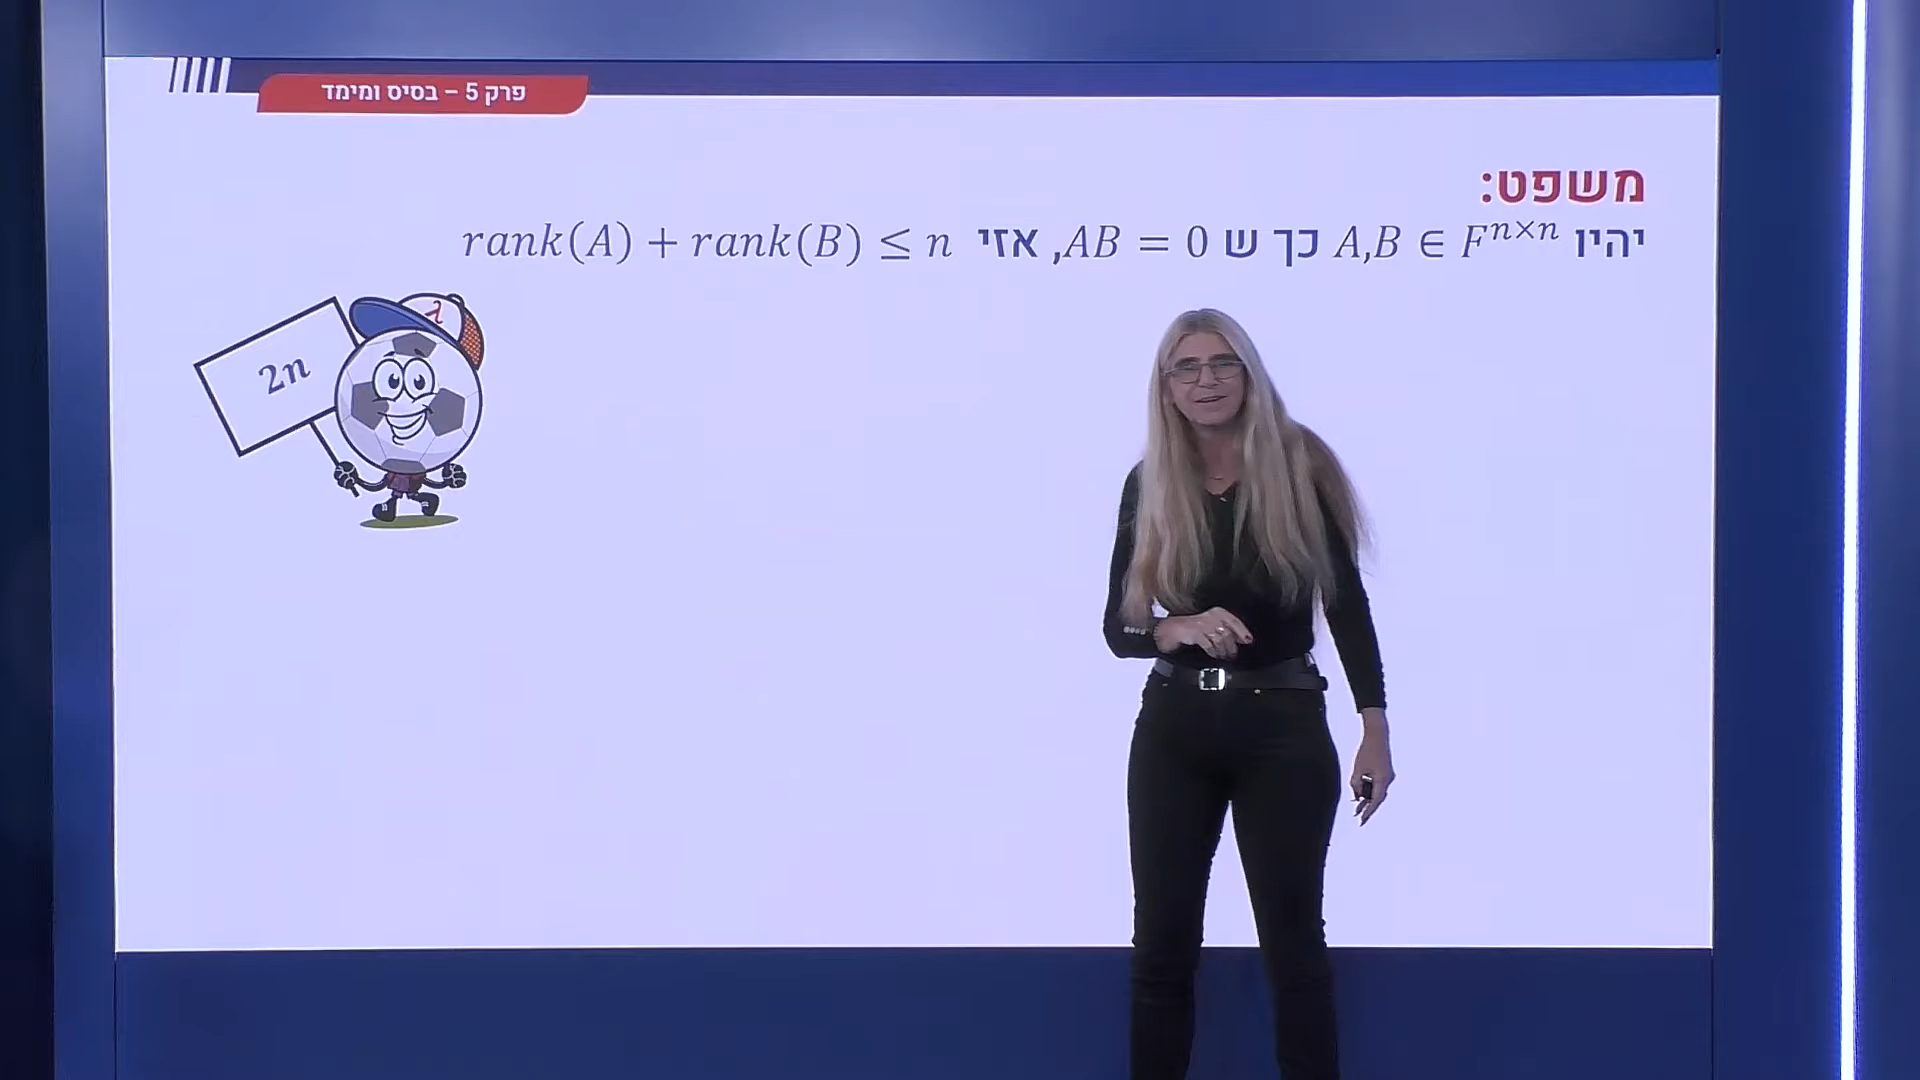 פרק 5 – בסיס ומימד
משפט:
יהיו A,B ∈ F^{n×n} כך ש AB = 0, אזי rank(A) + rank(B) ≤ n
λ
2n